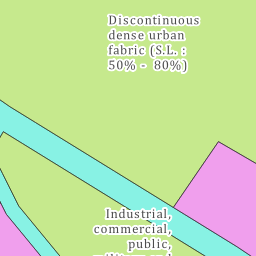 Discontinuous
dense urban
fabric (S.L. :
50% - 80%)
Industrial,
commercial,
public,